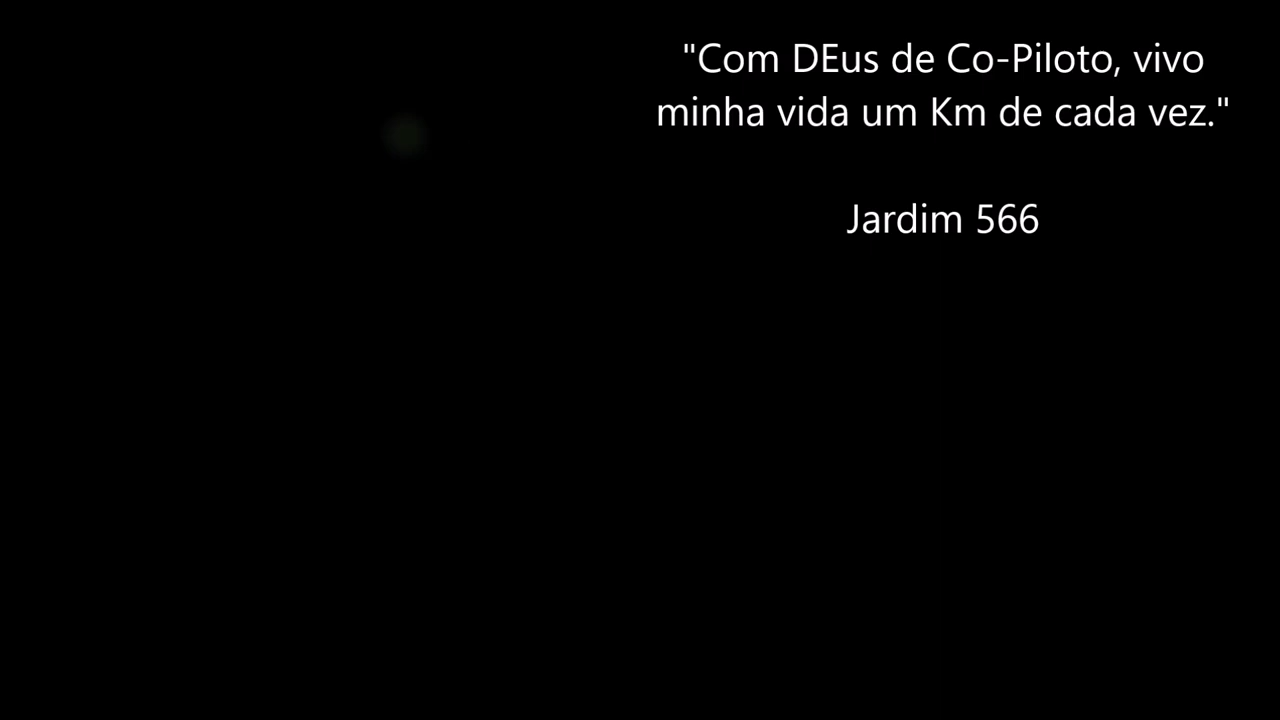 "Com DEus de Co-Piloto, vivo
minha vida um Km de cada vez."
Jardim 566